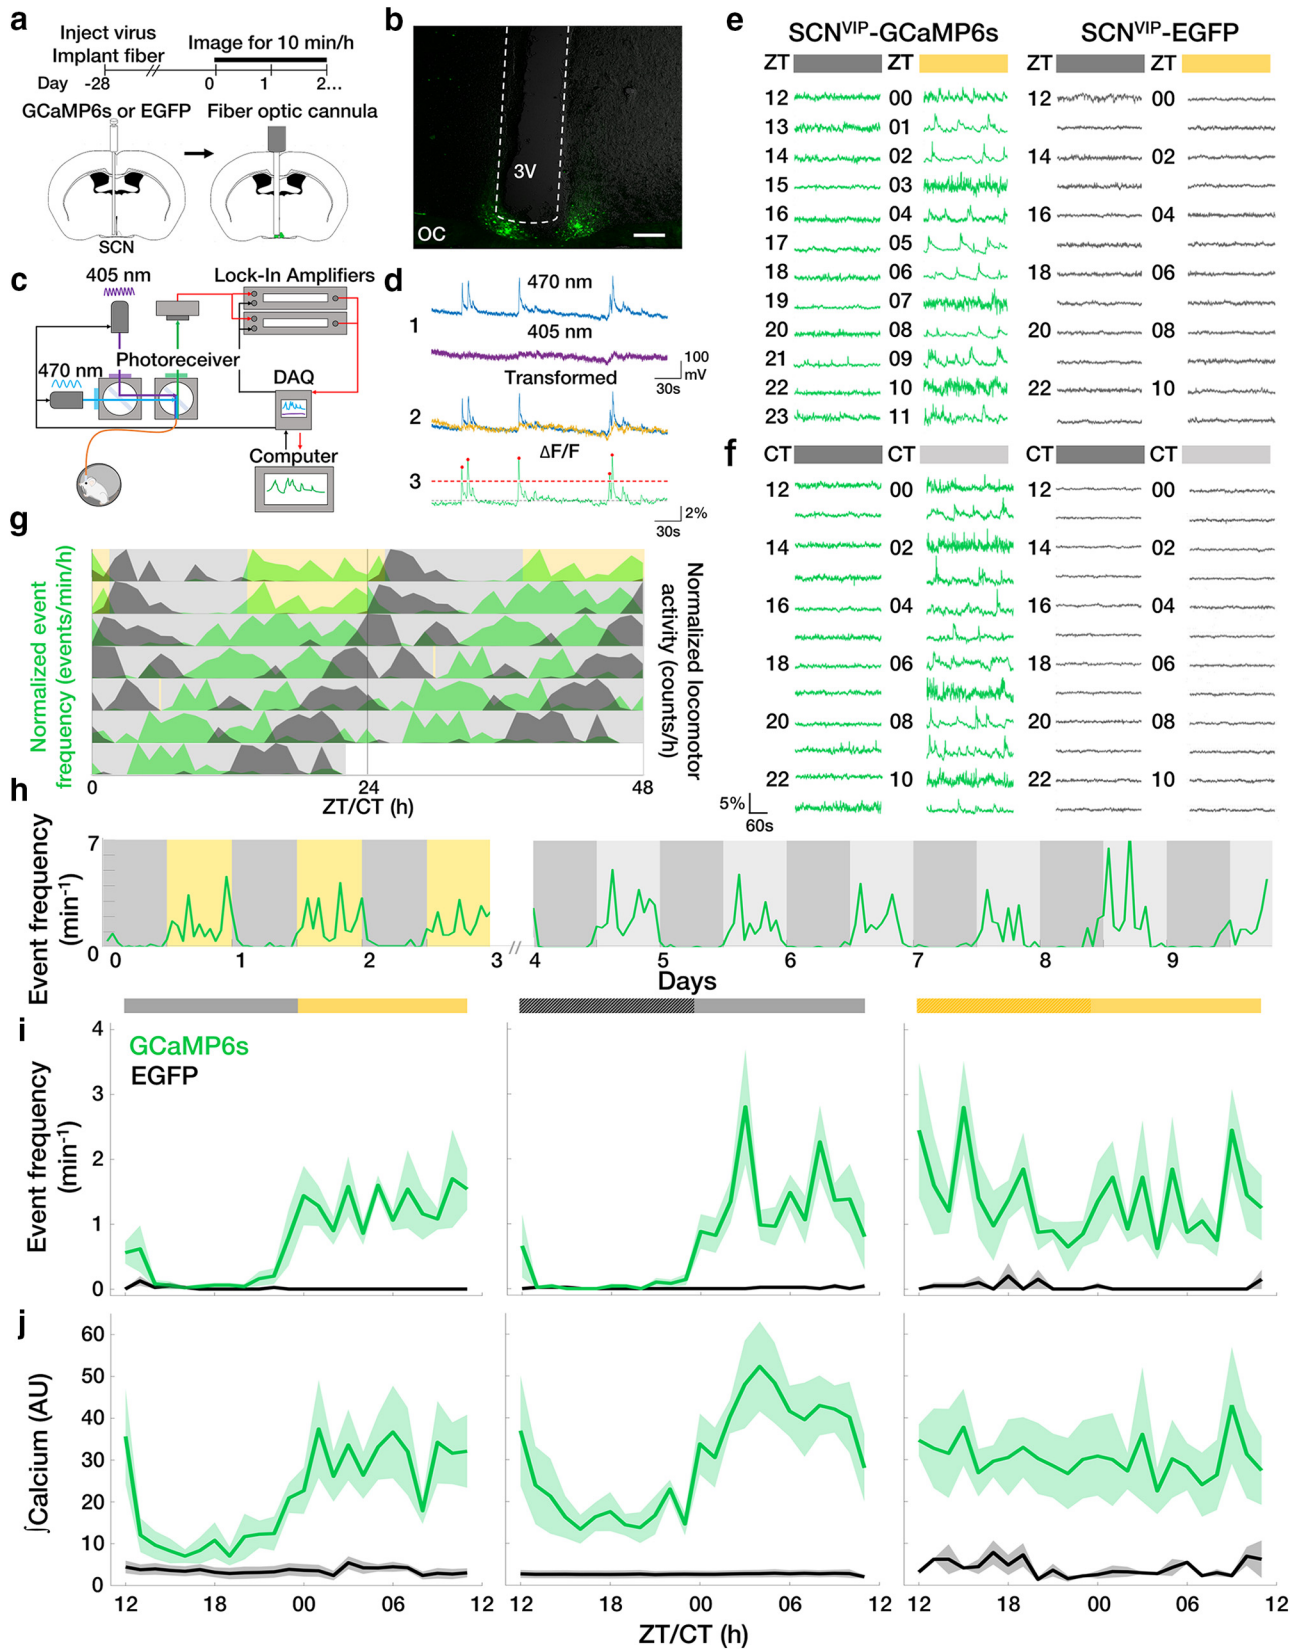 a
Inject virus
Implant fiber
Image for 10 min/h
Day -28 0 1 2...
GCaMP6s or EGFP
Fiber optic cannula
SCN
b
3V
OC
c
405 nm
Lock-In Amplifiers
470 nm
Photoreceiver
DAQ
Computer
d
1
470 nm
405 nm
100
mV
30s
Transformed
2
ΔF/F
3
2%
30s
e
SCNVIP-GCaMP6s
SCNVIP-EGFP
ZT ZT ZT ZT
12 00 12 00
13 01
14 02 14 02
15 03
16 04 16 04
17 05
18 06 18 06
19 07
20 08 20 08
21 09
22 10 22 10
23 11
f
CT CT CT CT
12 00 12 00
14 02 14 02
16 04 16 04
18 06 18 06
20 08 20 08
22 10 22 10
5%
60s
g
Normalized event
frequency (events/min/h)
Normalized locomotor
activity (counts/h)
0 24 48
ZT/CT (h)
h
Event frequency
(min-1)
7
0
0 1 2 3 // 4 5 6 7 8 9
Days
i
GCaMP6s
EGFP
Event frequency
(min-1)
4
3
2
1
0
j
∫Calcium (AU)
60
50
40
30
20
10
0
12 18 00 06 12 18 00 06 12 18 00 06 12
ZT/CT (h)